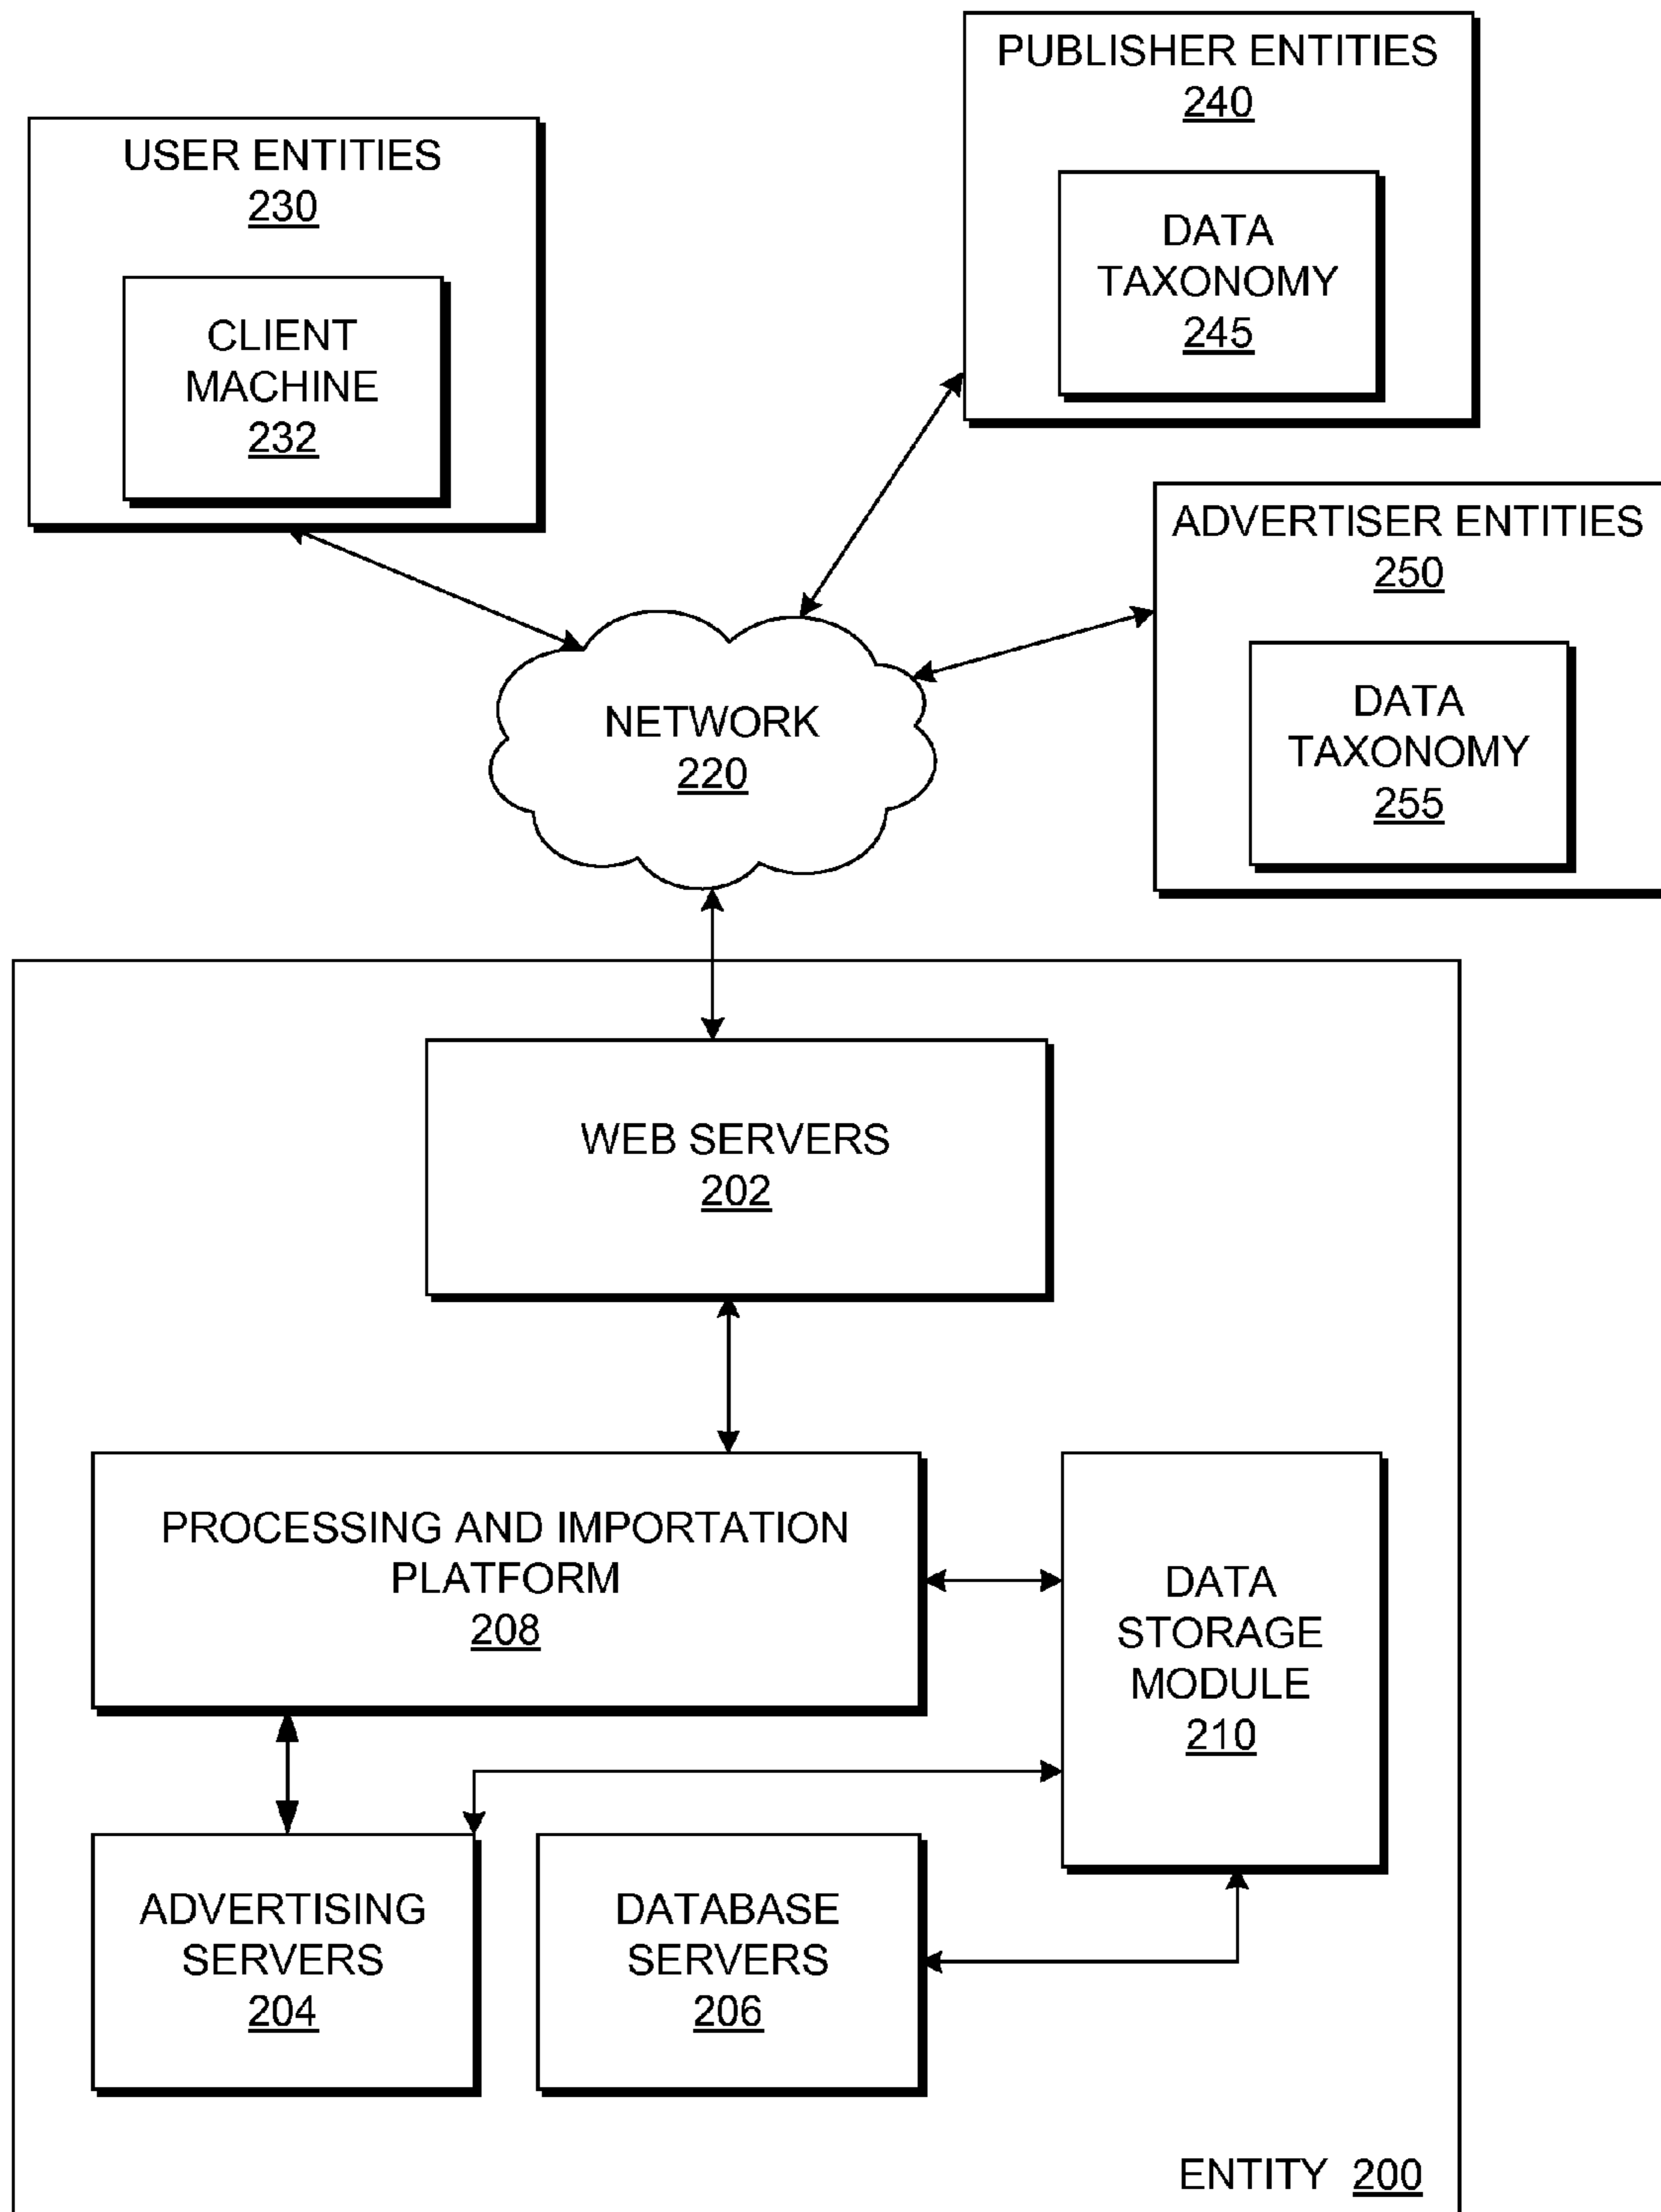 PUBLISHER ENTITIES
240
DATA
TAXONOMY
245
USER ENTITIES
230
CLIENT
MACHINE
232
ADVERTISER ENTITIES
250
DATA
TAXONOMY
255
NETWORK
220
WEB SERVERS
202
PROCESSING AND IMPORTATION
PLATFORM
208
DATA
STORAGE
MODULE
210
ADVERTISING
SERVERS
204
DATABASE
SERVERS
206
ENTITY 200